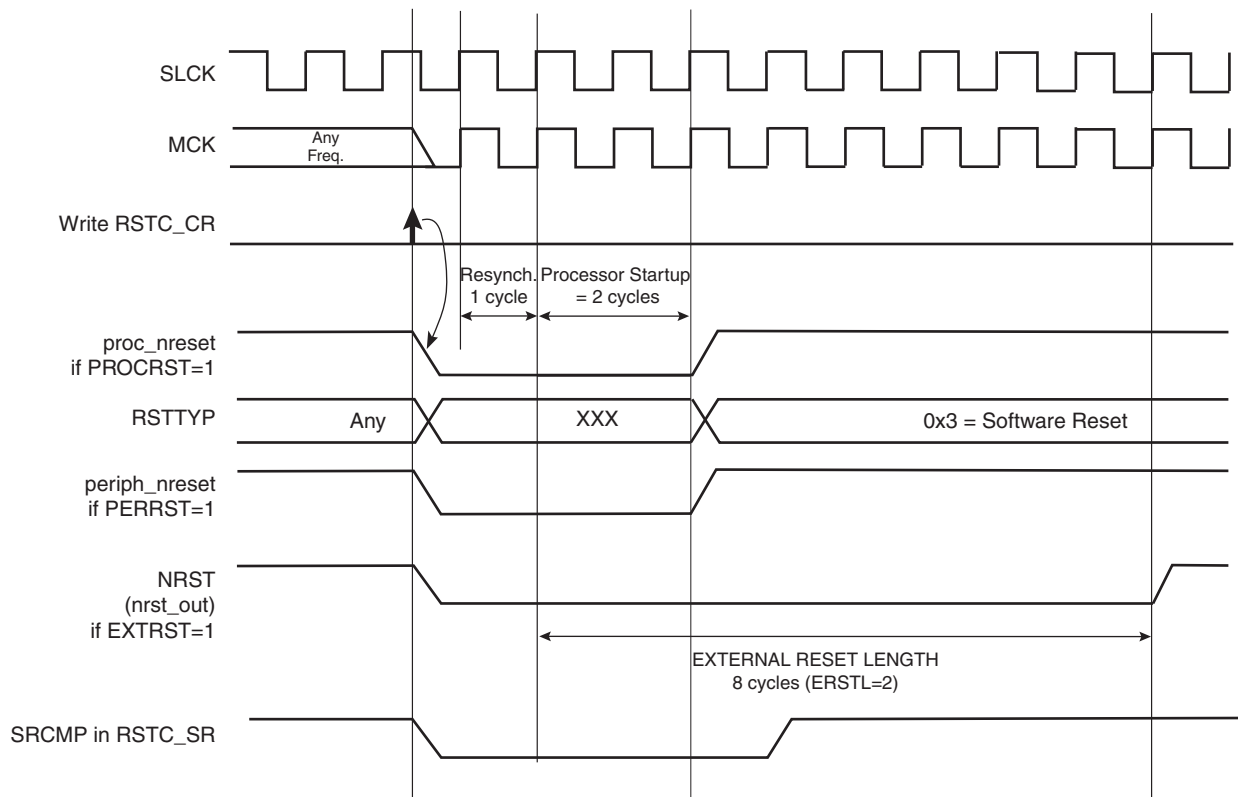 SLCK
MCK
Any
Freq.
Write RSTC_CR
Resynch.
1 cycle
Processor Startup
= 2 cycles
proc_nreset
if PROCRST=1
RSTTYP
Any
XXX
0x3 = Software Reset
periph_nreset
if PERRST=1
NRST
(nrst_out)
if EXTRST=1
EXTERNAL RESET LENGTH
8 cycles (ERSTL=2)
SRCMP in RSTC_SR